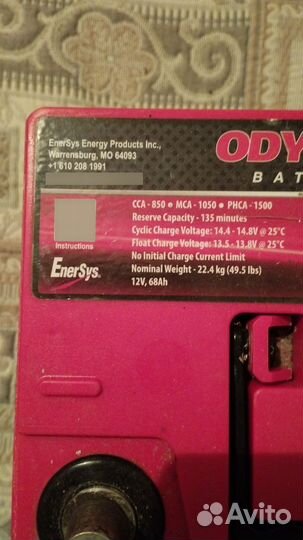 EnerSys Energy Products Inc.,
Warrensburg, MO 64093
+1 610 208 1991
ODY
BAT
CCA - 850 • MCA - 1050 • PHCA - 1500
Reserve Capacity - 135 minutes
Cyclic Charge Voltage: 14.4 - 14.8V @ 25°C
Float Charge Voltage: 13.5 - 13.8V @ 25°C
No Initial Charge Current Limit
Nominal Weight - 22.4 kg (49.5 lbs)
12V, 68Ah
Instructions
EnerSys
Avito